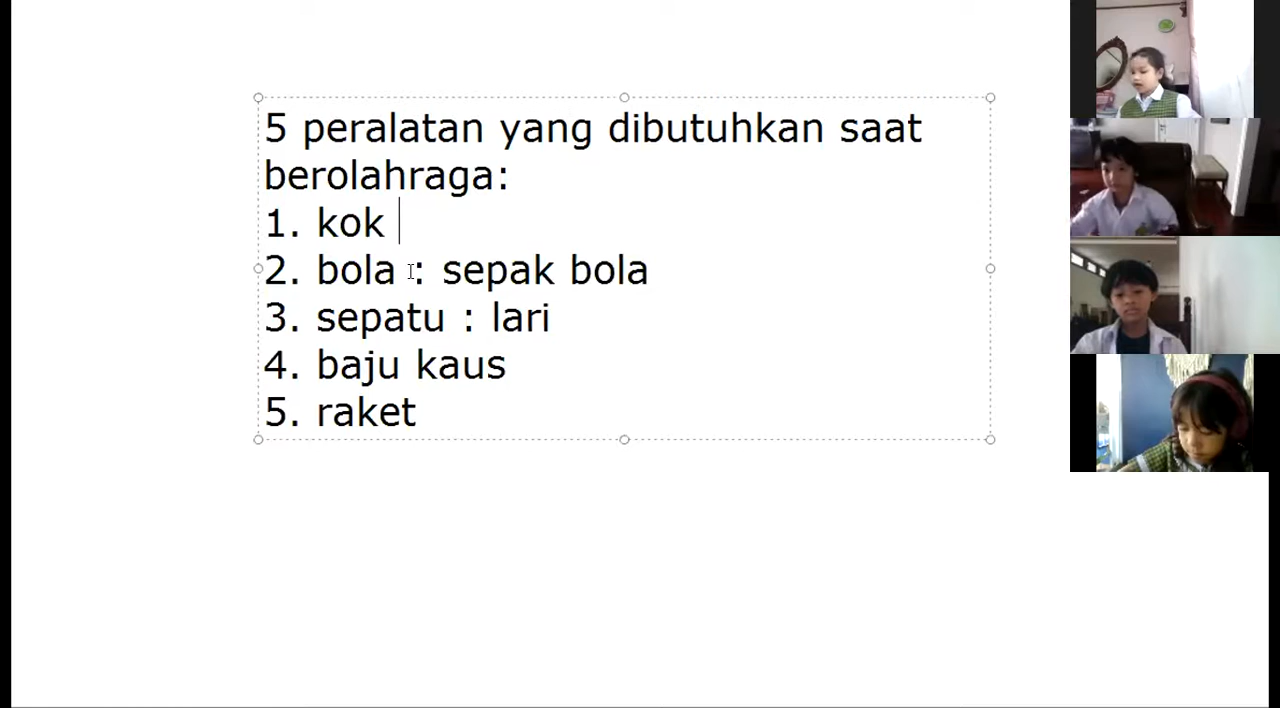 5 peralatan yang dibutuhkan saat
berolahraga:
1. kok
2. bola : sepak bola
3. sepatu : lari
4. baju kaus
5. raket